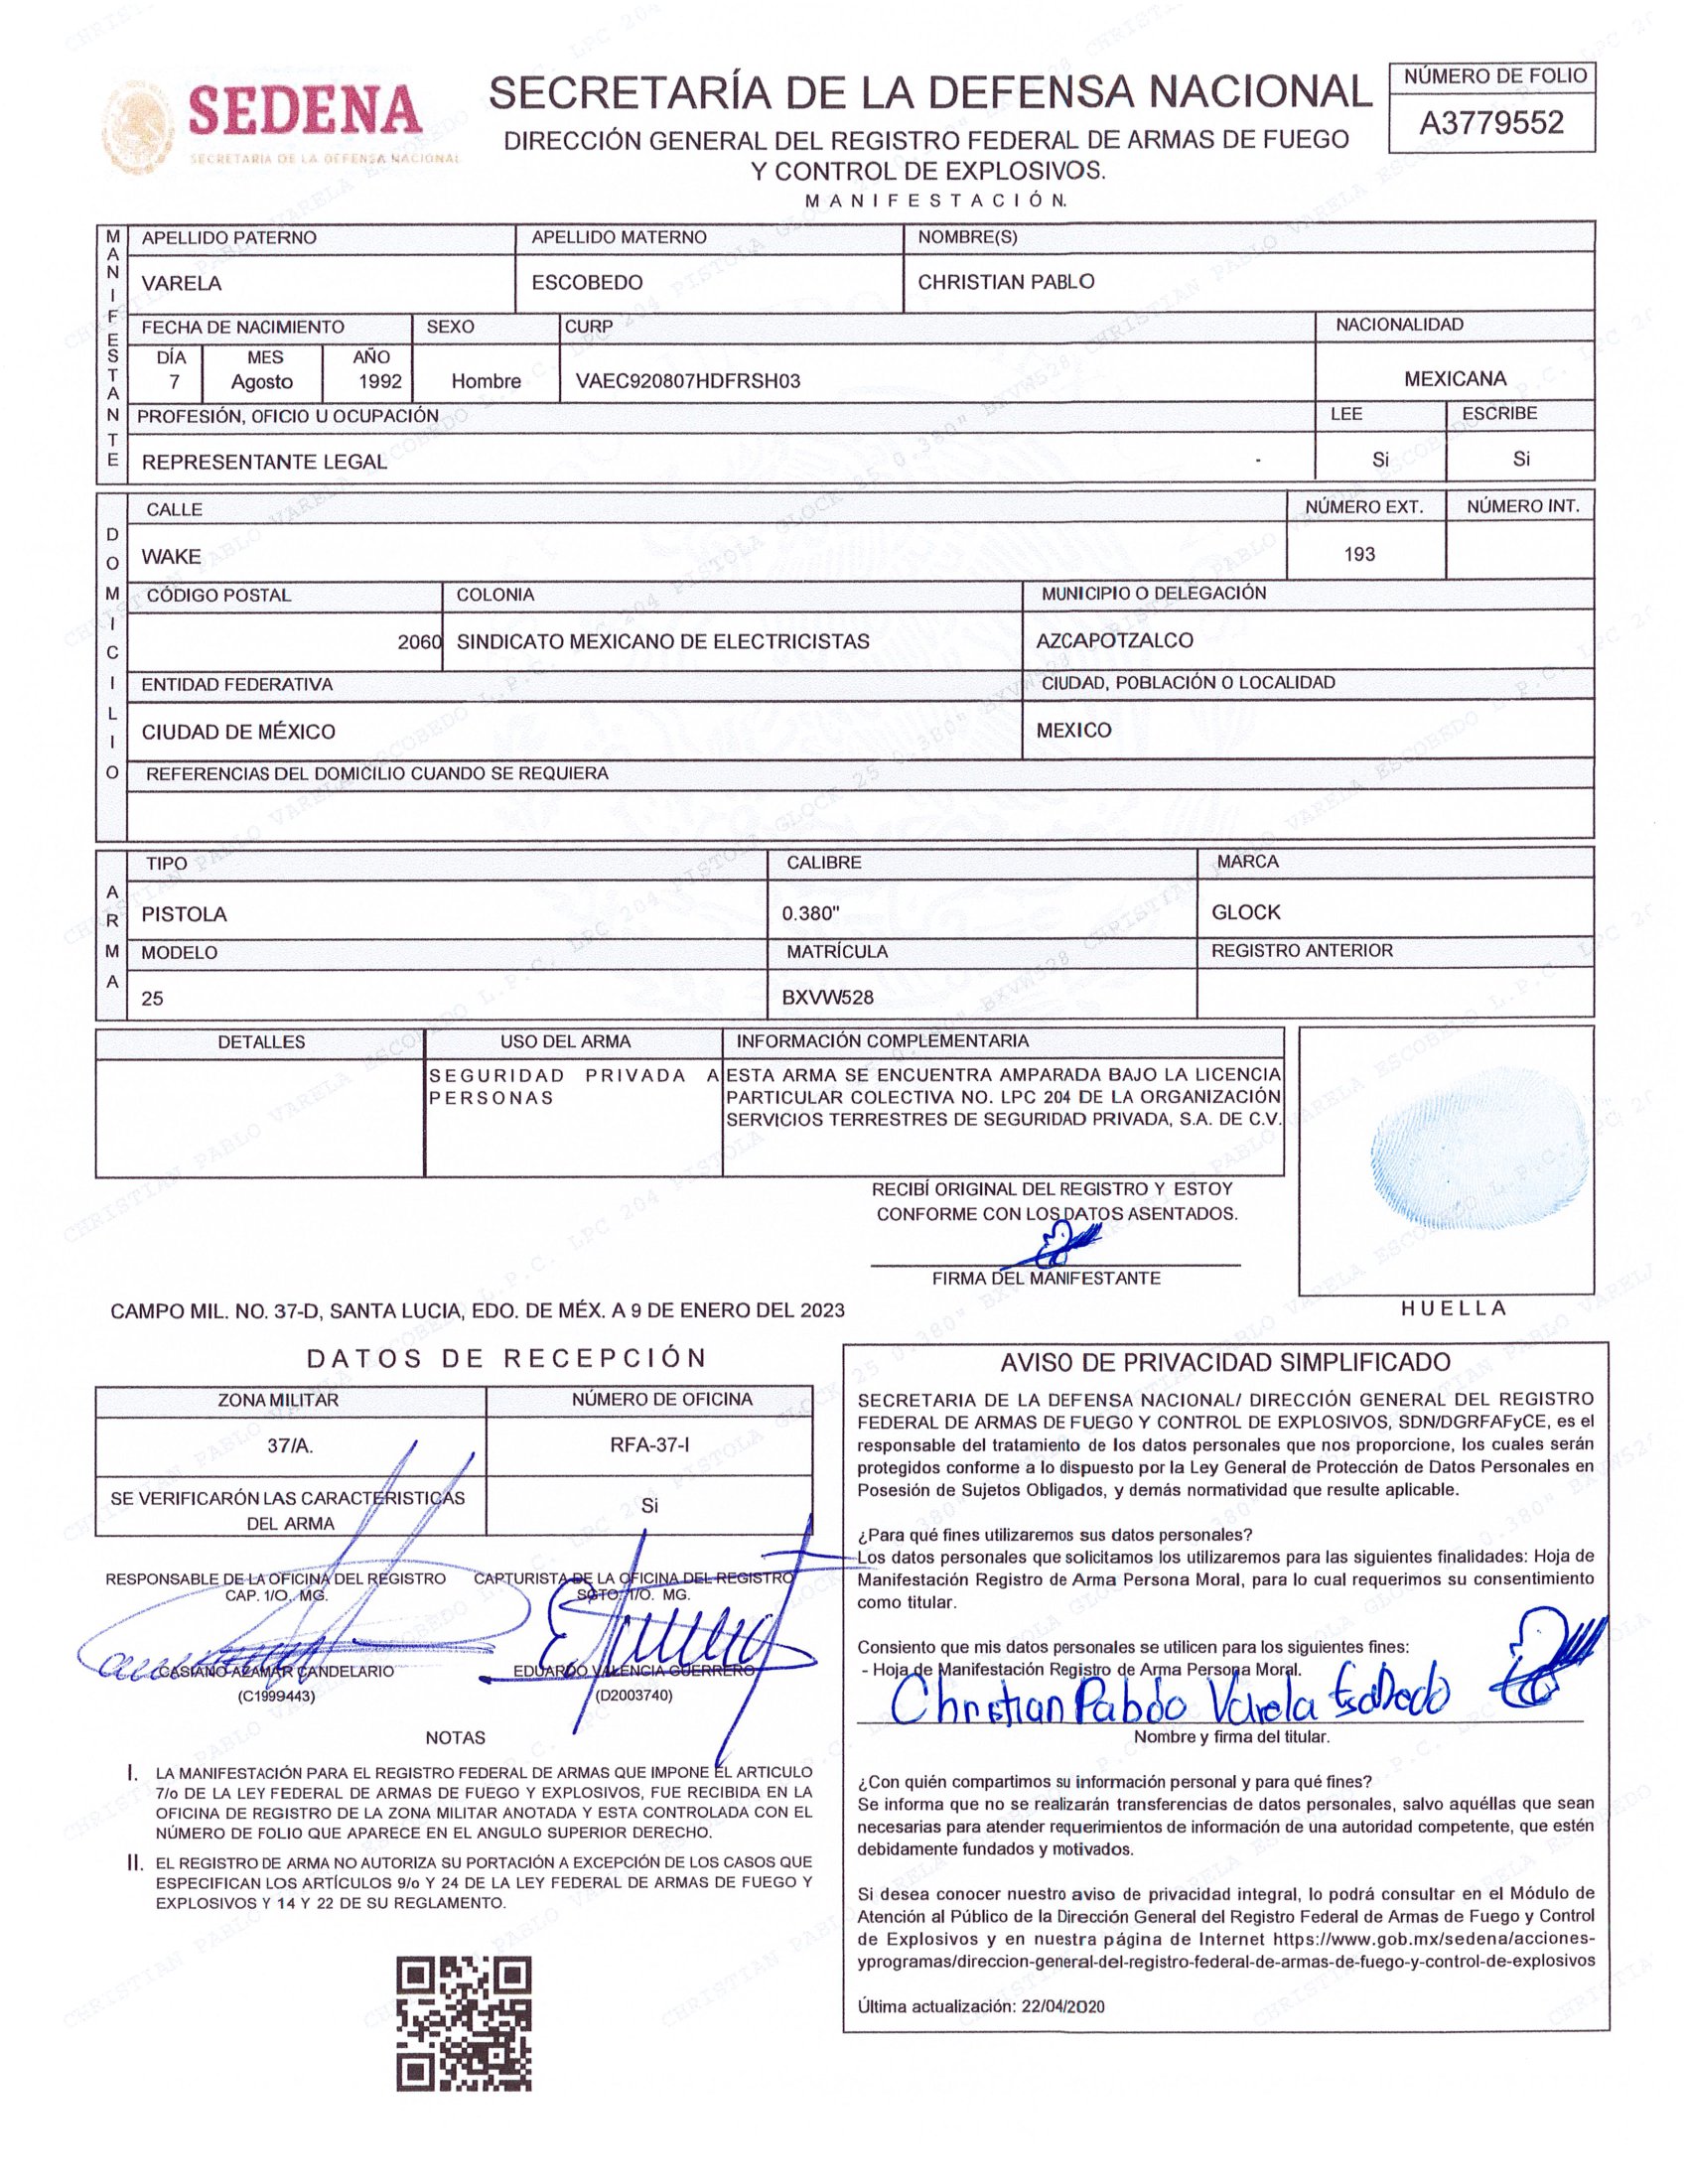 SEDENA
SECRETARÍA DE LA DEFENSA NACIONAL
SECRETARÍA DE LA DEFENSA NACIONAL
DIRECCIÓN GENERAL DEL REGISTRO FEDERAL DE ARMAS DE FUEGO
Y CONTROL DE EXPLOSIVOS.
MANIFESTACIÓN.
NÚMERO DE FOLIO
A3779552
MANIFESTANTE
APELLIDO PATERNO APELLIDO MATERNO NOMBRE(S)
VARELA ESCOBEDO CHRISTIAN PABLO
FECHA DE NACIMIENTO SEXO CURP NACIONALIDAD
DÍA MES AÑO
7 Agosto 1992 Hombre VAEC920807HDFRSH03 MEXICANA
PROFESIÓN, OFICIO U OCUPACIÓN LEE ESCRIBE
REPRESENTANTE LEGAL - Si Si
DOMICILIO
CALLE NÚMERO EXT. NÚMERO INT.
WAKE 193
CÓDIGO POSTAL COLONIA MUNICIPIO O DELEGACIÓN
2060 SINDICATO MEXICANO DE ELECTRICISTAS AZCAPOTZALCO
ENTIDAD FEDERATIVA CIUDAD, POBLACIÓN O LOCALIDAD
CIUDAD DE MÉXICO MEXICO
REFERENCIAS DEL DOMICILIO CUANDO SE REQUIERA
ARMA
TIPO CALIBRE MARCA
PISTOLA 0.380" GLOCK
MODELO MATRÍCULA REGISTRO ANTERIOR
25 BXVW528
DETALLES USO DEL ARMA INFORMACIÓN COMPLEMENTARIA
SEGURIDAD PRIVADA A
PERSONAS
ESTA ARMA SE ENCUENTRA AMPARADA BAJO LA LICENCIA
PARTICULAR COLECTIVA NO. LPC 204 DE LA ORGANIZACIÓN
SERVICIOS TERRESTRES DE SEGURIDAD PRIVADA, S.A. DE C.V.
RECIBÍ ORIGINAL DEL REGISTRO Y ESTOY
CONFORME CON LOS DATOS ASENTADOS.
FIRMA DEL MANIFESTANTE
HUELLA
CAMPO MIL. NO. 37-D, SANTA LUCIA, EDO. DE MÉX. A 9 DE ENERO DEL 2023
DATOS DE RECEPCIÓN
ZONA MILITAR NÚMERO DE OFICINA
37/A. RFA-37-I
SE VERIFICARÓN LAS CARACTERISTICAS
DEL ARMA
Si
RESPONSABLE DE LA OFICINA DEL REGISTRO
CAP. 1/O. MG.
CASIANO AZAMAR CANDELARIO
(C1999443)
CAPTURISTA DE LA OFICINA DEL REGISTRO
SGTO. 1/O. MG.
EDUARDO VALENCIA GUERRERO
(D2003740)
NOTAS
I. LA MANIFESTACIÓN PARA EL REGISTRO FEDERAL DE ARMAS QUE IMPONE EL ARTICULO
7/o DE LA LEY FEDERAL DE ARMAS DE FUEGO Y EXPLOSIVOS, FUE RECIBIDA EN LA
OFICINA DE REGISTRO DE LA ZONA MILITAR ANOTADA Y ESTA CONTROLADA CON EL
NÚMERO DE FOLIO QUE APARECE EN EL ANGULO SUPERIOR DERECHO.
II. EL REGISTRO DE ARMA NO AUTORIZA SU PORTACIÓN A EXCEPCIÓN DE LOS CASOS QUE
ESPECIFICAN LOS ARTÍCULOS 9/o Y 24 DE LA LEY FEDERAL DE ARMAS DE FUEGO Y
EXPLOSIVOS Y 14 Y 22 DE SU REGLAMENTO.
AVISO DE PRIVACIDAD SIMPLIFICADO
SECRETARIA DE LA DEFENSA NACIONAL/ DIRECCIÓN GENERAL DEL REGISTRO
FEDERAL DE ARMAS DE FUEGO Y CONTROL DE EXPLOSIVOS, SDN/DGRFAFyCE, es el
responsable del tratamiento de los datos personales que nos proporcione, los cuales serán
protegidos conforme a lo dispuesto por la Ley General de Protección de Datos Personales en
Posesión de Sujetos Obligados, y demás normatividad que resulte aplicable.
¿Para qué fines utilizaremos sus datos personales?
Los datos personales que solicitamos los utilizaremos para las siguientes finalidades: Hoja de
Manifestación Registro de Arma Persona Moral, para lo cual requerimos su consentimiento
como titular.
Consiento que mis datos personales se utilicen para los siguientes fines:
- Hoja de Manifestación Registro de Arma Persona Moral.
Christian Pablo Varela Escobedo
Nombre y firma del titular.
¿Con quién compartimos su información personal y para qué fines?
Se informa que no se realizarán transferencias de datos personales, salvo aquéllas que sean
necesarias para atender requerimientos de información de una autoridad competente, que estén
debidamente fundados y motivados.
Si desea conocer nuestro aviso de privacidad integral, lo podrá consultar en el Módulo de
Atención al Público de la Dirección General del Registro Federal de Armas de Fuego y Control
de Explosivos y en nuestra página de Internet https://www.gob.mx/sedena/acciones-
yprogramas/direccion-general-del-registro-federal-de-armas-de-fuego-y-control-de-explosivos
Última actualización: 22/04/2020